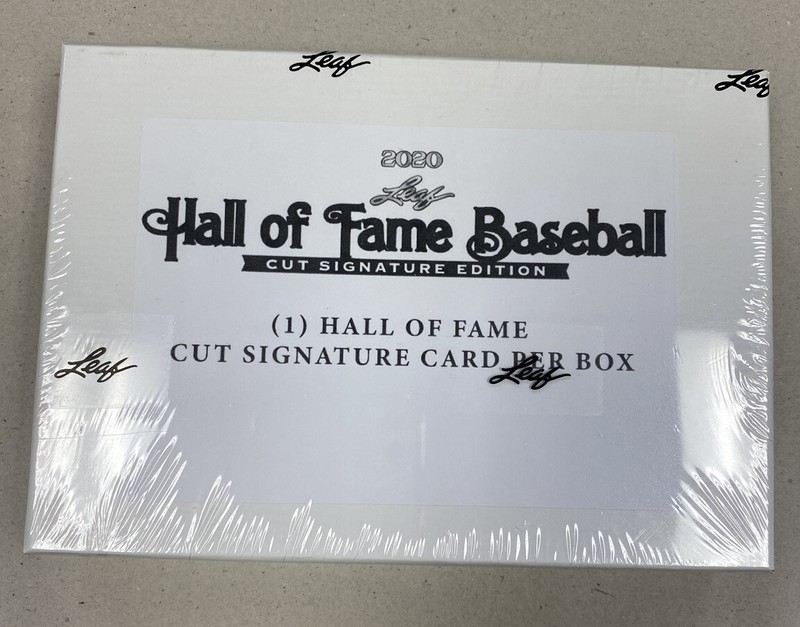 Leaf
Leaf
2020
Leaf
Hall of Fame Baseball
CUT SIGNATURE EDITION
(1) HALL OF FAME
CUT SIGNATURE CARD PER BOX
Leaf
Leaf